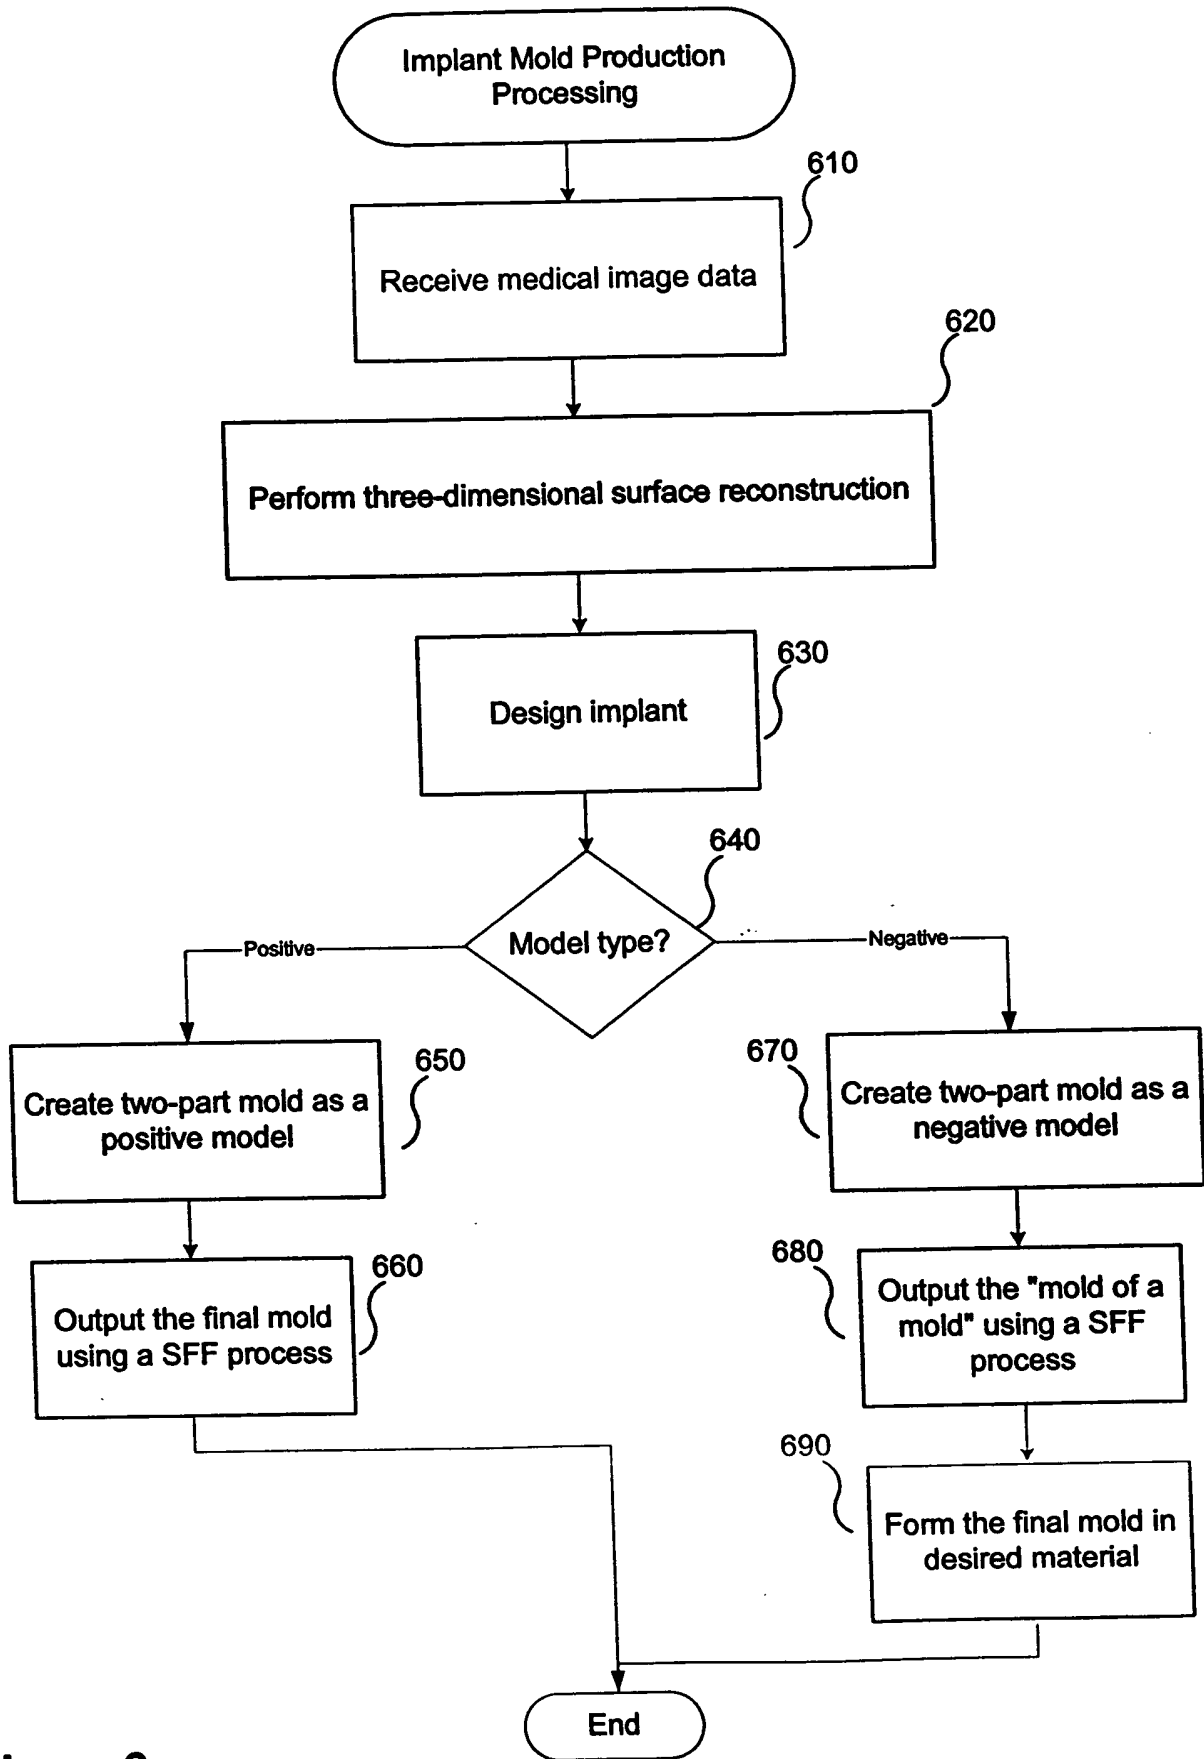 Implant Mold Production
Processing
610
Receive medical image data
620
Perform three-dimensional surface reconstruction
630
Design implant
640
Model type?
Positive
Negative
650
Create two-part mold as a
positive model
670
Create two-part mold as a
negative model
660
Output the final mold
using a SFF process
680
Output the "mold of a
mold" using a SFF
process
690
Form the final mold in
desired material
End